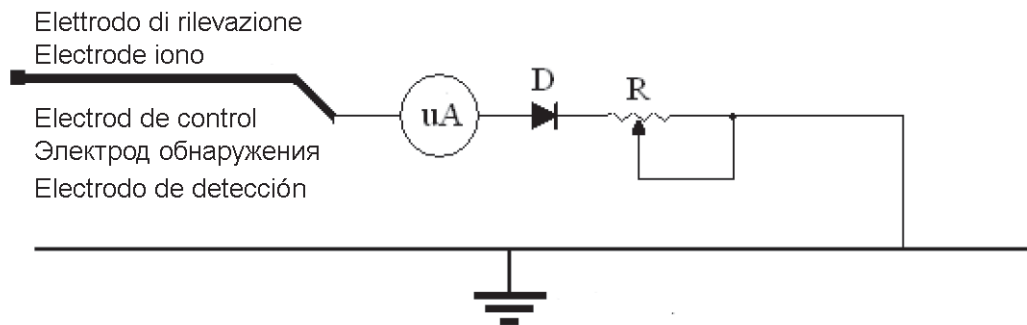 Elettrodo di rilevazione
Electrode iono
Electrod de control
Электрод обнаружения
Electrodo de detección
uA
D
R